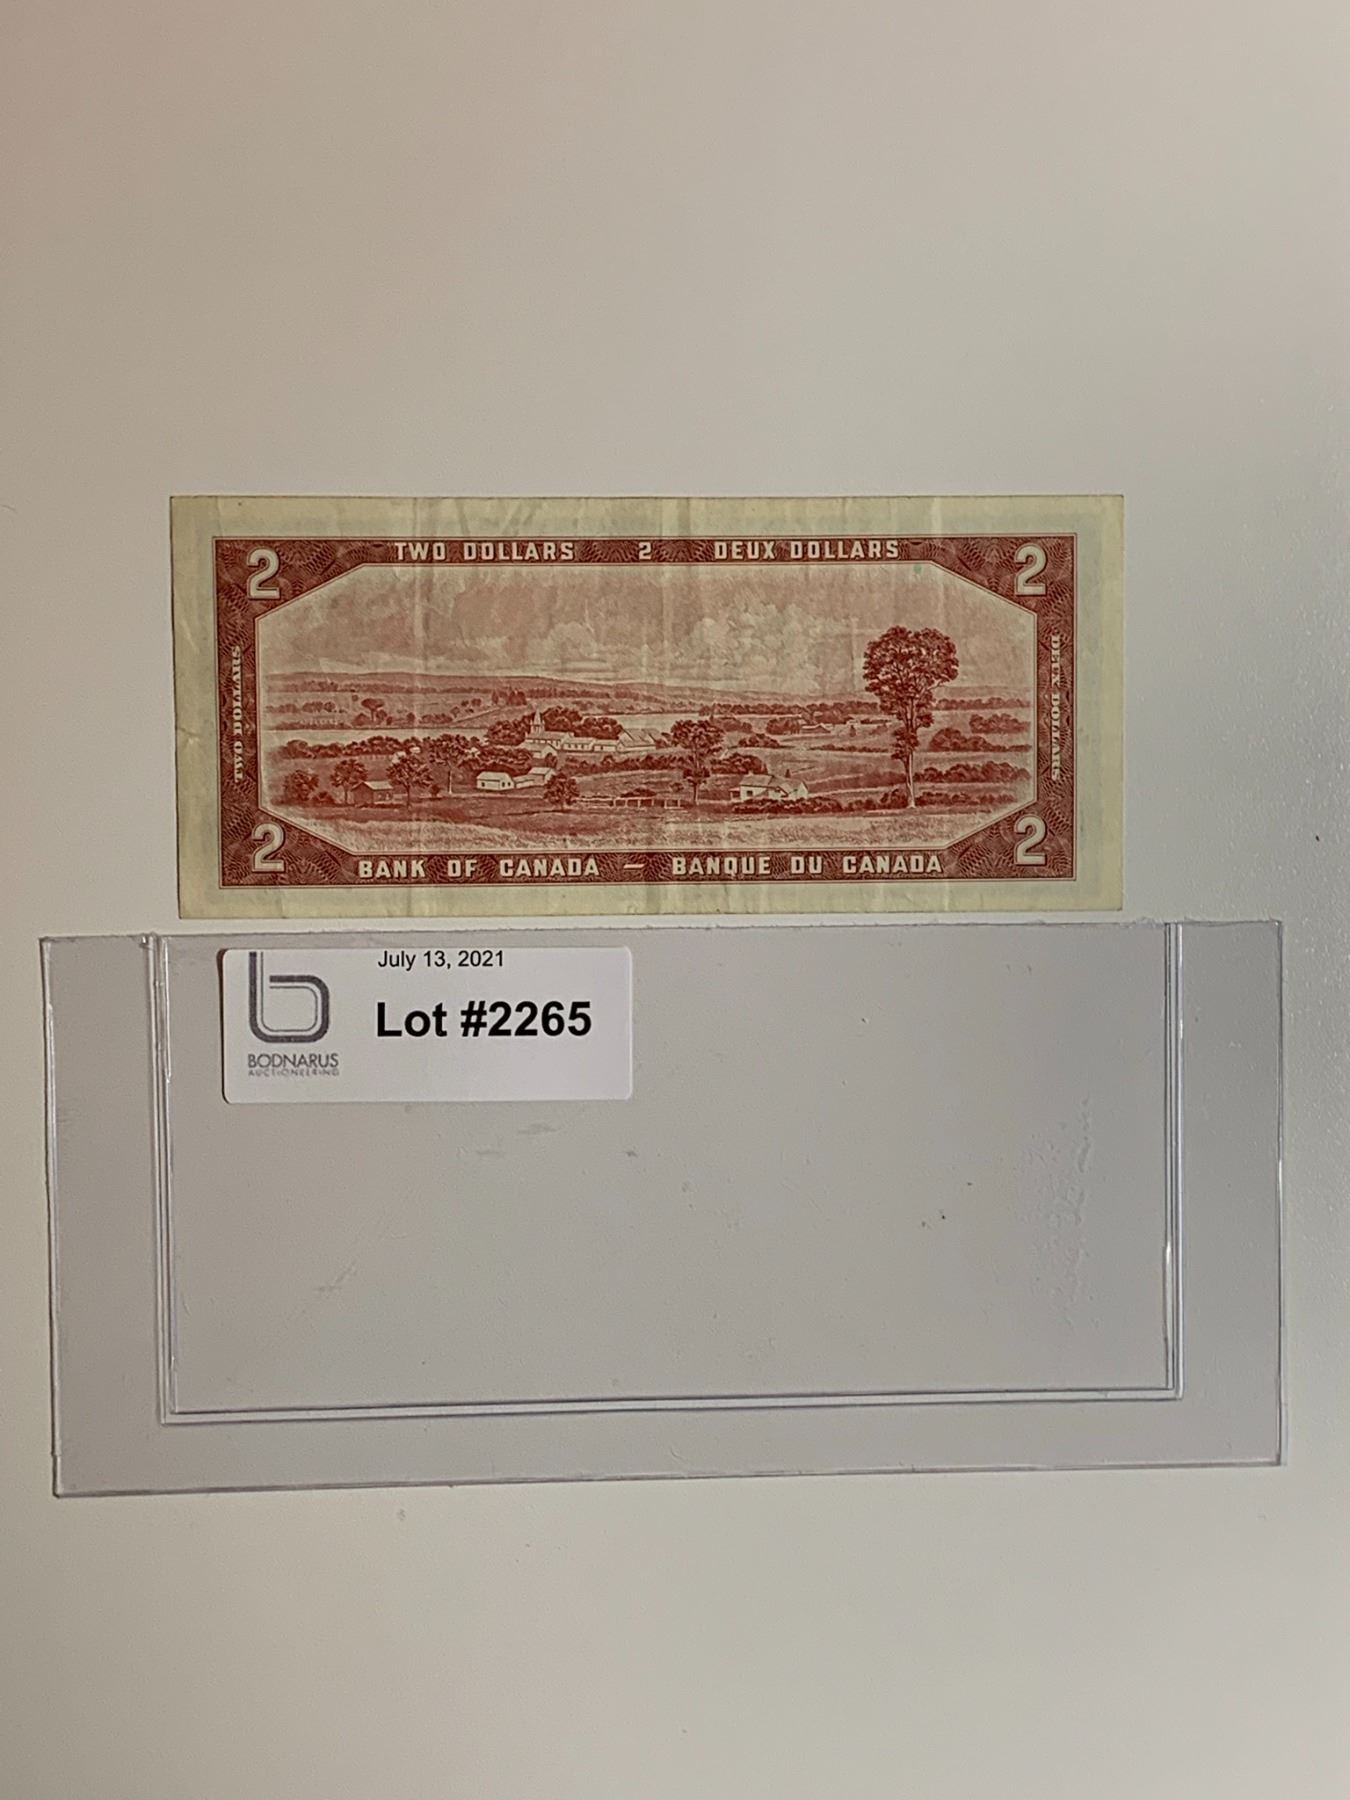 TWO DOLLARS 2 DEUX DOLLARS
2 2
TWO DOLLARS
DEUX DOLLARS
2 2
BANK OF CANADA — BANQUE DU CANADA
July 13, 2021
Lot #2265
BODNARUS
AUCTIONEERING